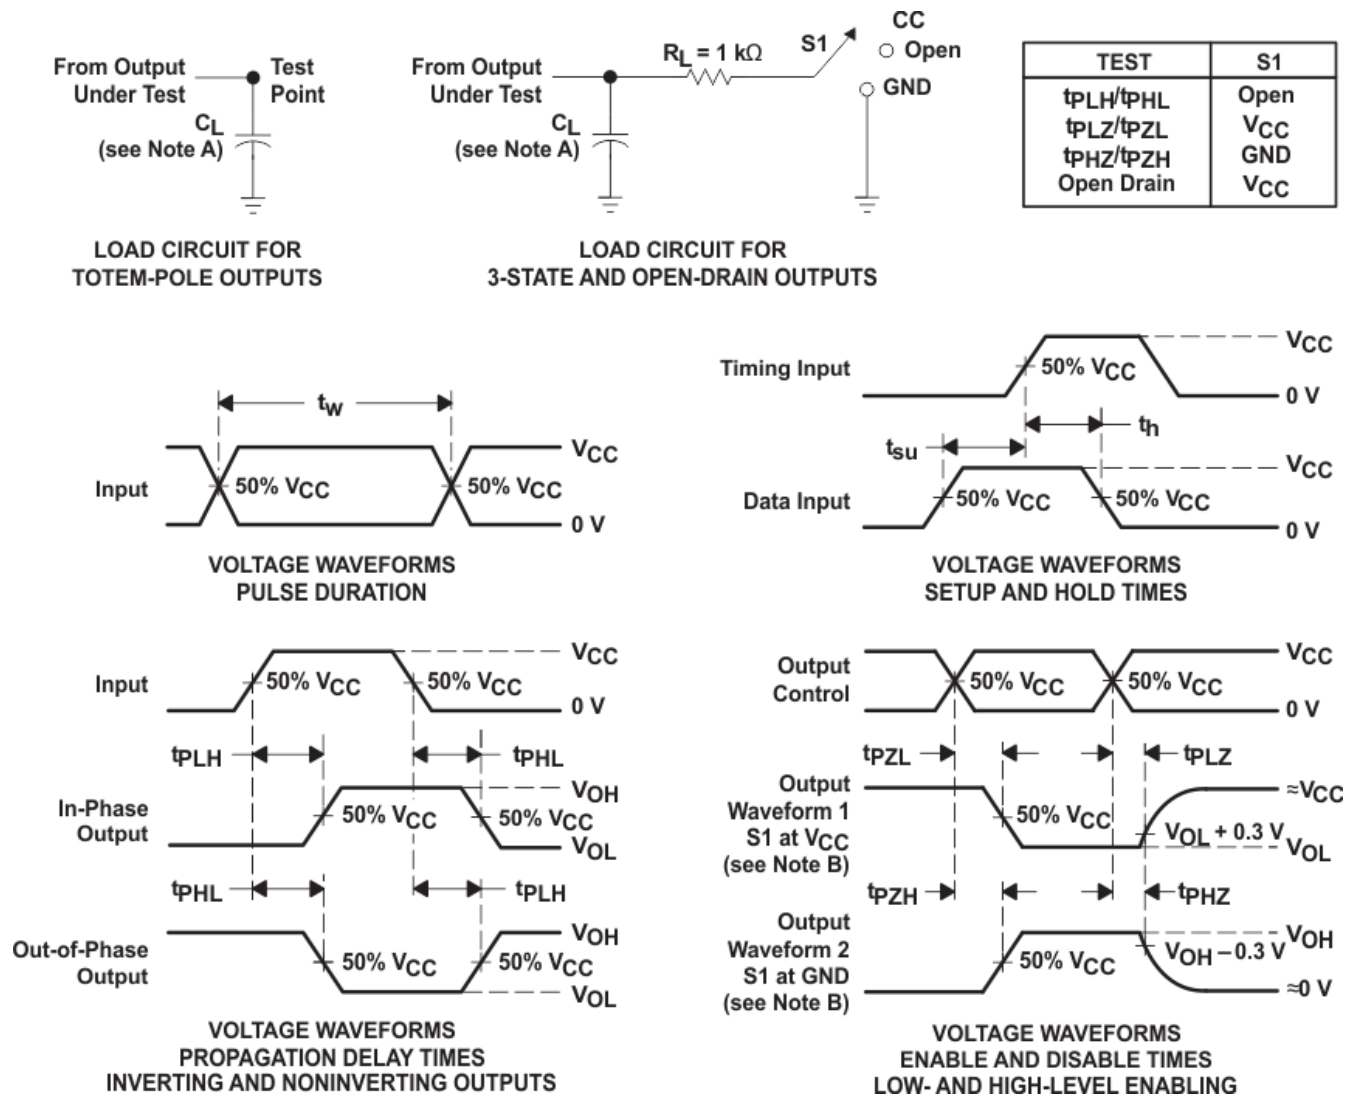 From Output
Under Test
Test
Point
CL
(see Note A)
LOAD CIRCUIT FOR
TOTEM-POLE OUTPUTS
From Output
Under Test
RL = 1 kΩ
S1
CC
Open
GND
CL
(see Note A)
LOAD CIRCUIT FOR
3-STATE AND OPEN-DRAIN OUTPUTS
TEST S1
tPLH/tPHL Open
tPLZ/tPZL VCC
tPHZ/tPZH GND
Open Drain VCC
tw
Input
50% VCC
50% VCC
VCC
0 V
VOLTAGE WAVEFORMS
PULSE DURATION
Timing Input
50% VCC
VCC
0 V
th
tsu
Data Input
50% VCC
50% VCC
VCC
0 V
VOLTAGE WAVEFORMS
SETUP AND HOLD TIMES
Input
50% VCC
50% VCC
VCC
0 V
tPLH
tPHL
In-Phase
Output
50% VCC
50% VCC
VOH
VOL
tPHL
tPLH
Out-of-Phase
Output
50% VCC
50% VCC
VOH
VOL
VOLTAGE WAVEFORMS
PROPAGATION DELAY TIMES
INVERTING AND NONINVERTING OUTPUTS
Output
Control
50% VCC
50% VCC
VCC
0 V
tPZL
tPLZ
Output
Waveform 1
S1 at VCC
(see Note B)
50% VCC
VOL + 0.3 V
≈VCC
VOL
tPZH
tPHZ
Output
Waveform 2
S1 at GND
(see Note B)
50% VCC
VOH – 0.3 V
VOH
≈0 V
VOLTAGE WAVEFORMS
ENABLE AND DISABLE TIMES
LOW- AND HIGH-LEVEL ENABLING